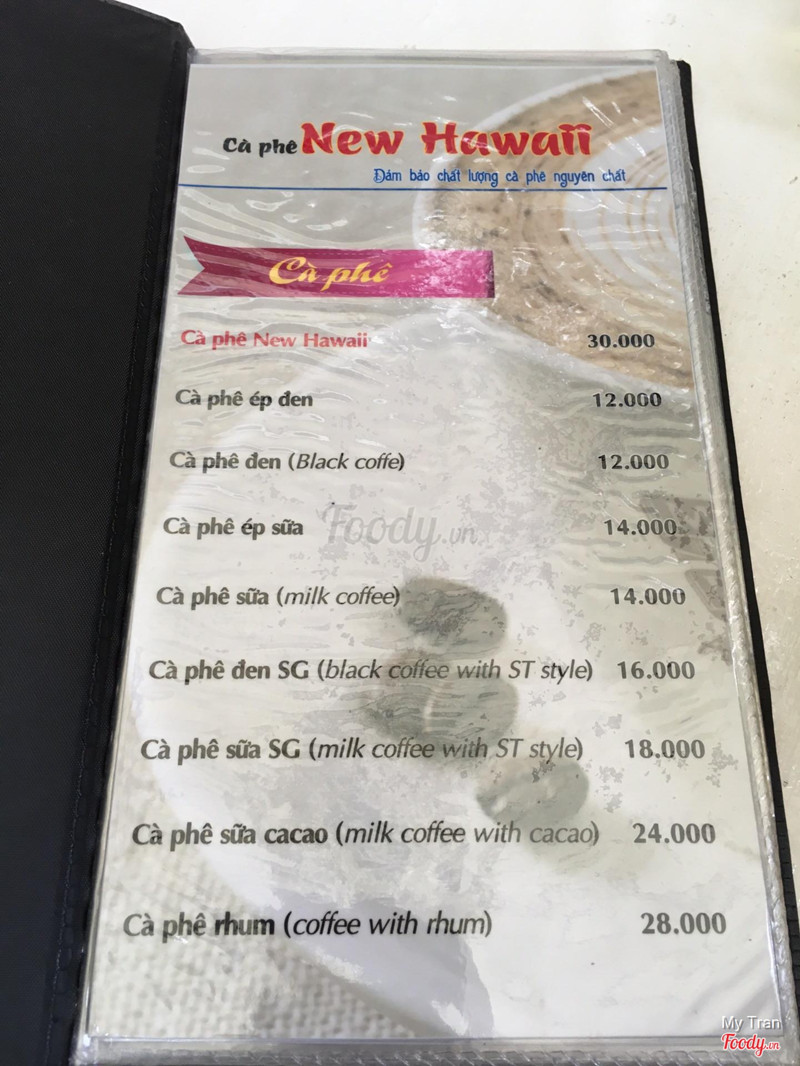 Cà phê New Hawaii
Đảm bảo chất lượng cà phê nguyên chất
Cà phê
Cà phê New Hawaii 30.000
Cà phê ép đen 12.000
Cà phê đen (Black coffe) 12.000
Cà phê ép sữa 14.000
Foody.vn
Cà phê sữa (milk coffee) 14.000
Cà phê đen SG (black coffee with ST style) 16.000
Cà phê sữa SG (milk coffee with ST style) 18.000
Cà phê sữa cacao (milk coffee with cacao) 24.000
Cà phê rhum (coffee with rhum) 28.000
My Tran
Foody.vn